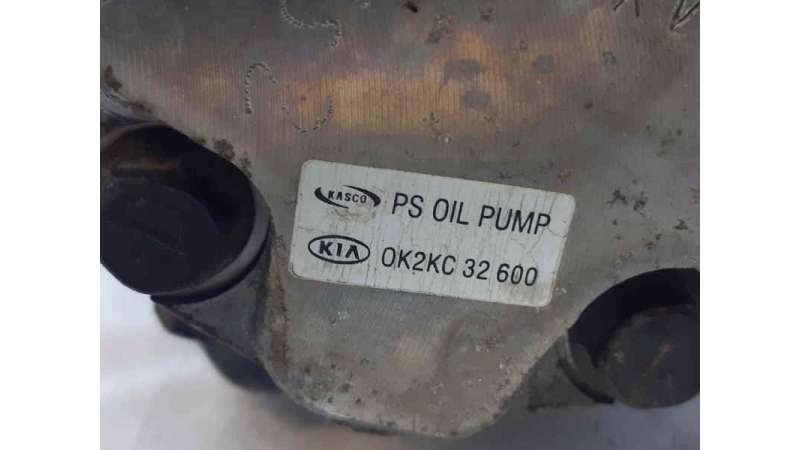 KASCO PS OIL PUMP
KIA 0K2KC 32 600